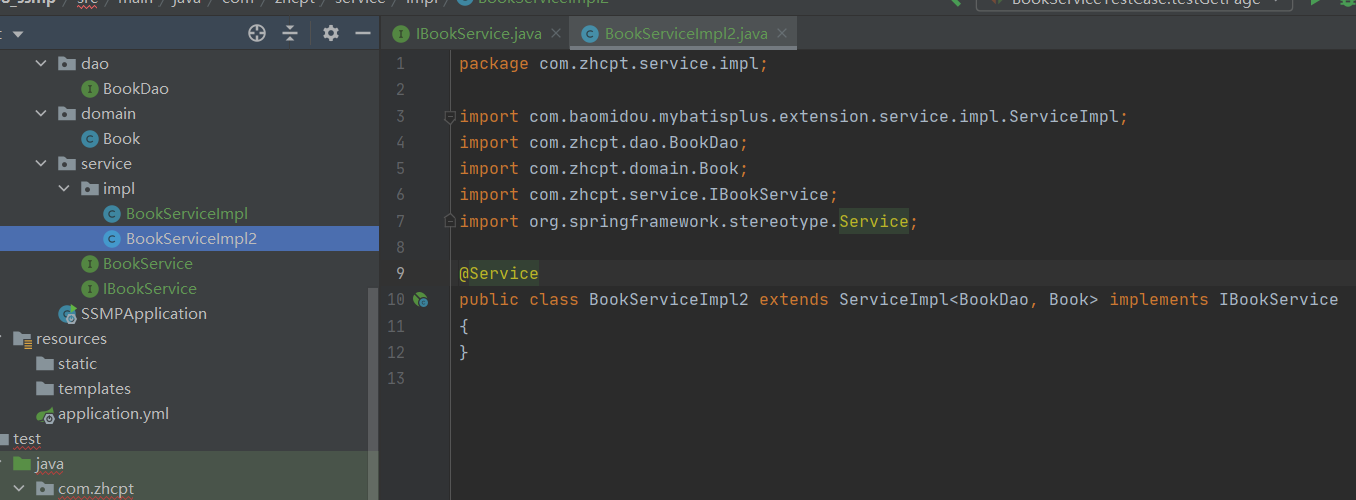 src / main / java / com / zhcpt / service / impl / BookServiceImpl2
BookServiceTestCase.testGetPage
IBookService.java
BookServiceImpl2.java
dao
BookDao
domain
Book
service
impl
BookServiceImpl
BookServiceImpl2
BookService
IBookService
SSMPApplication
resources
static
templates
application.yml
test
java
com.zhcpt
1 package com.zhcpt.service.impl;
2
3 import com.baomidou.mybatisplus.extension.service.impl.ServiceImpl;
4 import com.zhcpt.dao.BookDao;
5 import com.zhcpt.domain.Book;
6 import com.zhcpt.service.IBookService;
7 import org.springframework.stereotype.Service;
8
9 @Service
10 public class BookServiceImpl2 extends ServiceImpl<BookDao, Book> implements IBookService
11 {
12 }
13